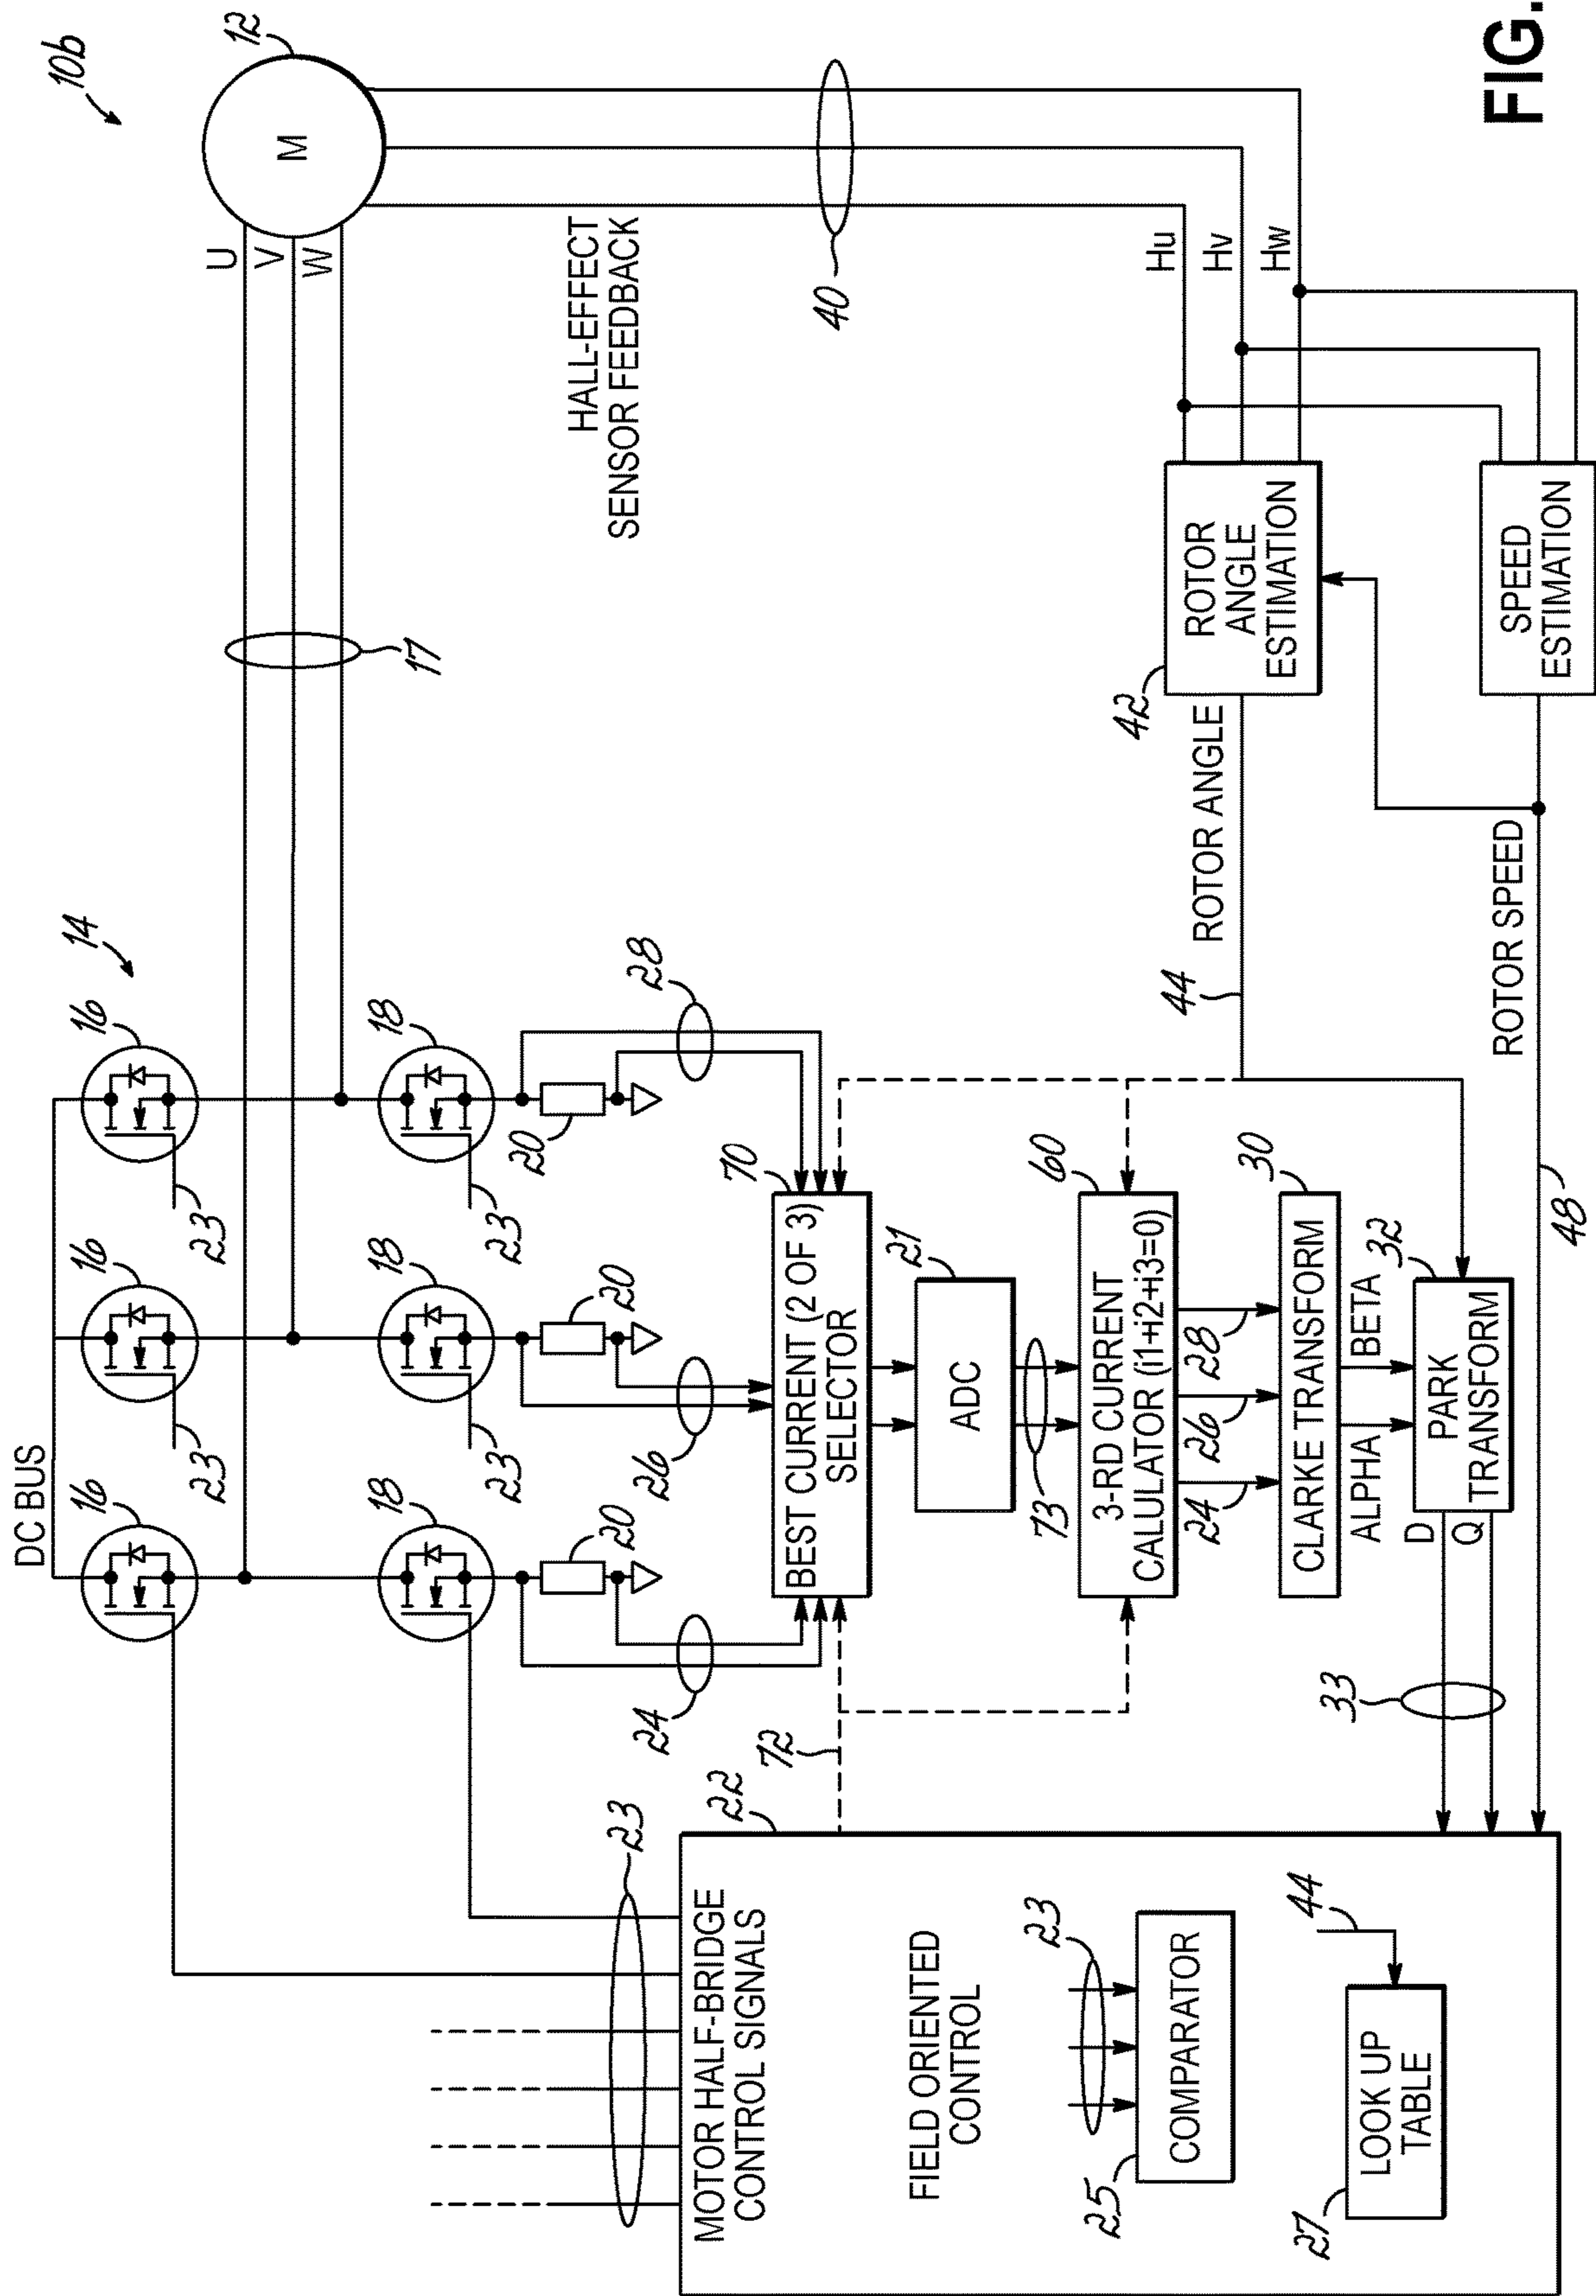 10b
12
M
U
V
W
17
HALL-EFFECT
SENSOR FEEDBACK
40
Hu
Hv
Hw
14
DC BUS
16
16
16
23
23
18
18
18
23
23
20
20
20
24
26
28
70
BEST CURRENT (2 OF 3)
SELECTOR
72
21
ADC
73
60
3-RD CURRENT
CALULATOR (i1+i2+i3=0)
24
26
28
30
CLARKE TRANSFORM
ALPHA
BETA
32
PARK
TRANSFORM
D
Q
33
42
ROTOR
ANGLE
ESTIMATION
ROTOR ANGLE
44
SPEED
ESTIMATION
ROTOR SPEED
48
22
23
MOTOR HALF-BRIDGE
CONTROL SIGNALS
FIELD ORIENTED
CONTROL
23
25
COMPARATOR
44
27
LOOK UP
TABLE
FIG.